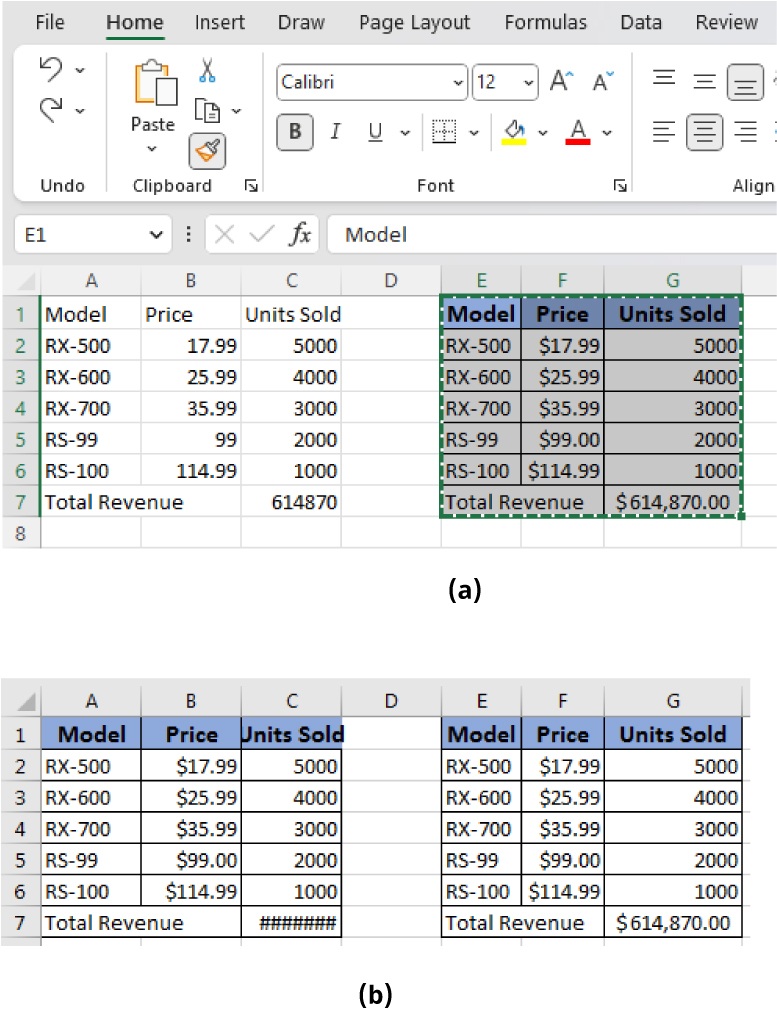 File Home Insert Draw Page Layout Formulas Data Review
Calibri 12 A A
Paste B I U A
Undo Clipboard Font Align
E1 fx Model
A B C D E F G
1 Model Price Units Sold Model Price Units Sold
2 RX-500 17.99 5000 RX-500 $17.99 5000
3 RX-600 25.99 4000 RX-600 $25.99 4000
4 RX-700 35.99 3000 RX-700 $35.99 3000
5 RS-99 99 2000 RS-99 $99.00 2000
6 RS-100 114.99 1000 RS-100 $114.99 1000
7 Total Revenue 614870 Total Revenue $614,870.00
8
(a)
A B C D E F G
1 Model Price Units Sold Model Price Units Sold
2 RX-500 $17.99 5000 RX-500 $17.99 5000
3 RX-600 $25.99 4000 RX-600 $25.99 4000
4 RX-700 $35.99 3000 RX-700 $35.99 3000
5 RS-99 $99.00 2000 RS-99 $99.00 2000
6 RS-100 $114.99 1000 RS-100 $114.99 1000
7 Total Revenue ####### Total Revenue $614,870.00
(b)